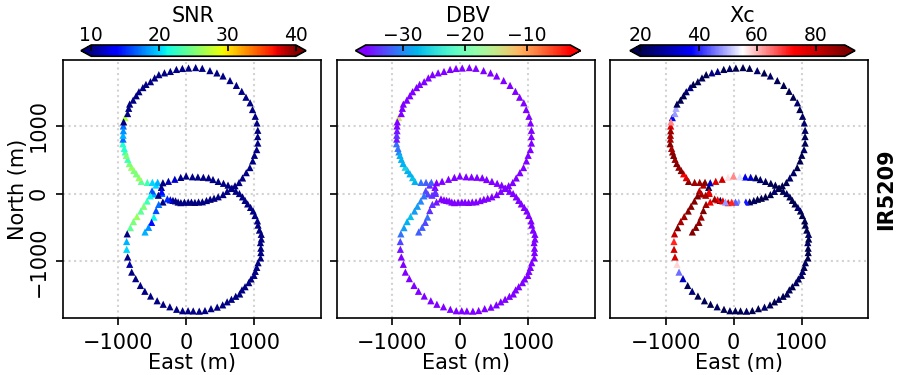 SNR DBV Xc
10 20 30 40 −30 −20 −10 20 40 60 80
North (m)
1000
0
−1000
IR5209
−1000 0 1000 −1000 0 1000 −1000 0 1000
East (m) East (m) East (m)